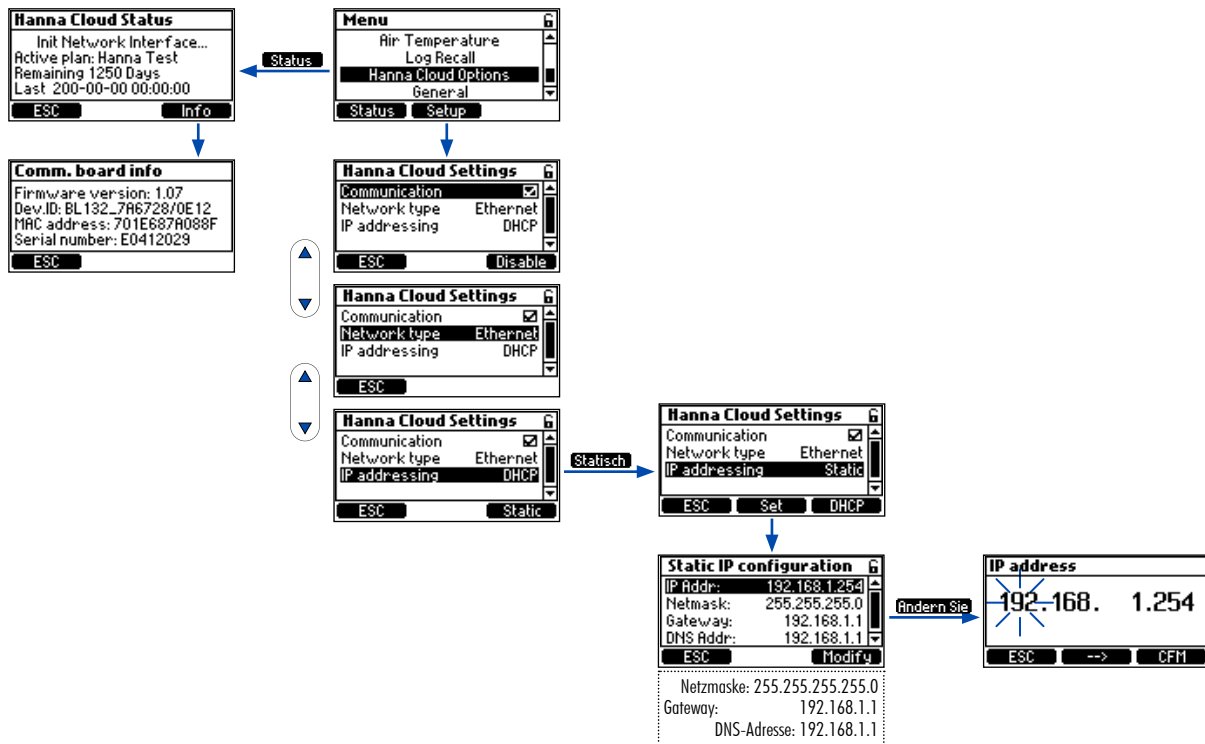 Hanna Cloud Status
Init Network Interface...
Active plan: Hanna Test
Remaining 1250 Days
Last 200-00-00 00:00:00
ESC Info
Status
Menu
Air Temperature
Log Recall
Hanna Cloud Options
General
Status Setup
Comm. board info
Firmware version: 1.07
Dev.ID: BL132_7A6728/0E12
MAC address: 701E687A088F
Serial number: E0412029
ESC
Hanna Cloud Settings
Communication
Network type Ethernet
IP addressing DHCP
ESC Disable
Hanna Cloud Settings
Communication
Network type Ethernet
IP addressing DHCP
ESC
Hanna Cloud Settings
Communication
Network type Ethernet
IP addressing DHCP
ESC Static
Statisch
Hanna Cloud Settings
Communication
Network type Ethernet
IP addressing Static
ESC Set DHCP
Static IP configuration
IP Addr: 192.168.1.254
Netmask: 255.255.255.0
Gateway: 192.168.1.1
DNS Addr: 192.168.1.1
ESC Modify
Netzmaske: 255.255.255.255.0
Gateway: 192.168.1.1
DNS-Adresse: 192.168.1.1
Andern Sie
IP address
192.168. 1.254
ESC --> CFM